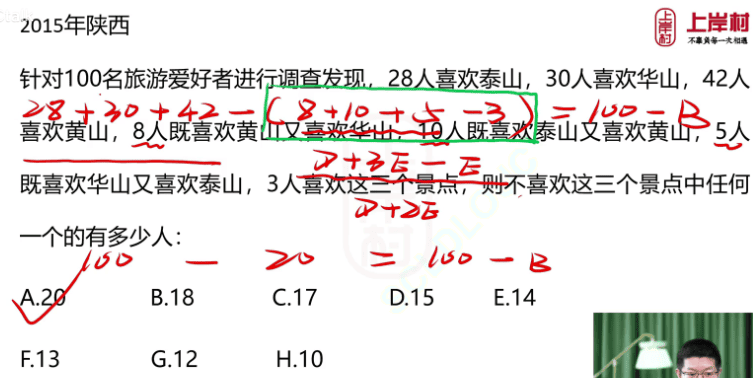 2015年陕西
上岸村
不辜负每一次相遇
针对100名旅游爱好者进行调查发现，28人喜欢泰山，30人喜欢华山，42人
28+30+42-(8+10+5-3)=100-B
喜欢黄山，8人既喜欢黄山又喜欢华山，10人既喜欢泰山又喜欢黄山，5人
D+3E-E
既喜欢华山又喜欢泰山，3人喜欢这三个景点，则不喜欢这三个景点中任何
D+2E
一个的有多少人：
100 - 20 = 100-B
A.20 B.18 C.17 D.15 E.14
F.13 G.12 H.10